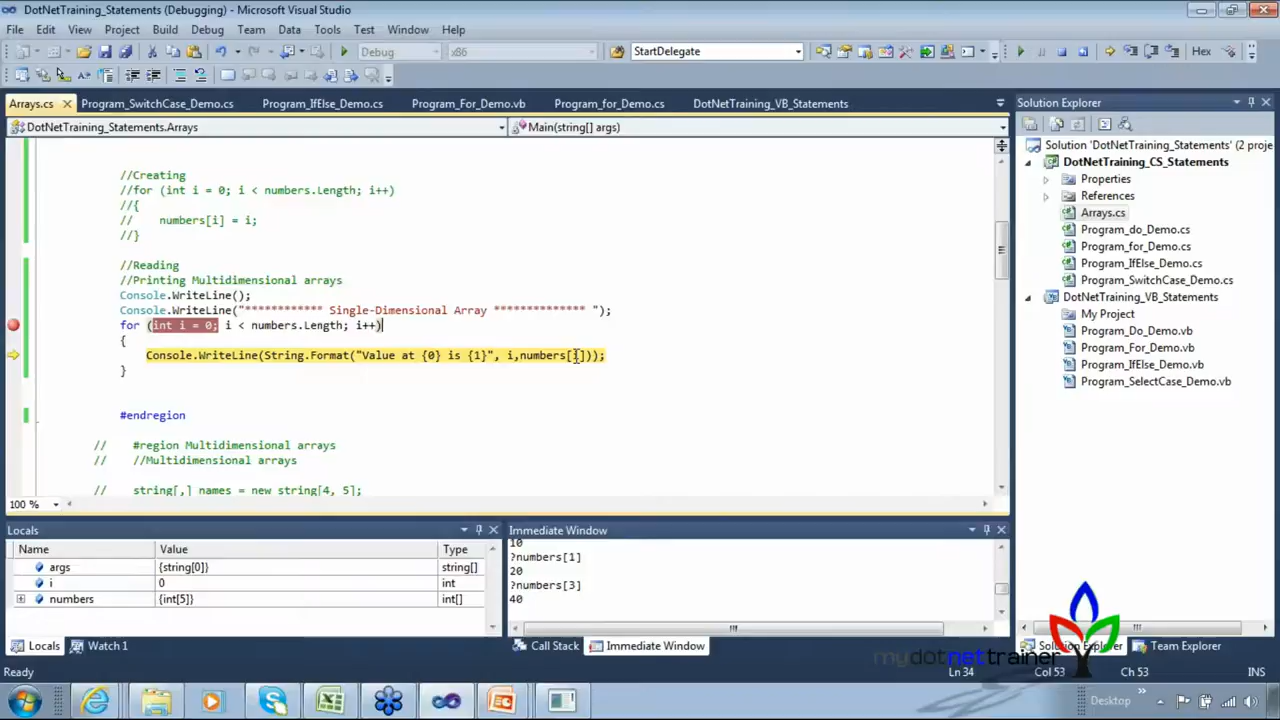 DotNetTraining_Statements (Debugging) - Microsoft Visual Studio
File Edit View Project Build Debug Team Data Tools Test Window Help
Debug x86 StartDelegate Hex
Arrays.cs Program_SwitchCase_Demo.cs Program_IfElse_Demo.cs Program_For_Demo.vb Program_for_Demo.cs DotNetTraining_VB_Statements
DotNetTraining_Statements.Arrays Main(string[] args)
//Creating
//for (int i = 0; i < numbers.Length; i++)
//{
// numbers[i] = i;
//}
//Reading
//Printing Multidimensional arrays
Console.WriteLine();
Console.WriteLine("************ Single-Dimensional Array ************** ");
for (int i = 0; i < numbers.Length; i++)
{
Console.WriteLine(String.Format("Value at {0} is {1}", i,numbers[i]));
}
#endregion
// #region Multidimensional arrays
// //Multidimensional arrays
// string[,] names = new string[4, 5];
100 %
Solution Explorer
Solution 'DotNetTraining_Statements' (2 proje
DotNetTraining_CS_Statements
Properties
References
Arrays.cs
Program_do_Demo.cs
Program_for_Demo.cs
Program_IfElse_Demo.cs
Program_SwitchCase_Demo.cs
DotNetTraining_VB_Statements
My Project
Program_Do_Demo.vb
Program_For_Demo.vb
Program_IfElse_Demo.vb
Program_SelectCase_Demo.vb
Locals
Name Value Type
args {string[0]} string[]
i 0 int
numbers {int[5]} int[]
Locals Watch 1
Immediate Window
10
?numbers[1]
20
?numbers[3]
40
Call Stack Immediate Window
Solution Explorer Team Explorer
mydotnettrainer
Ready Ln 34 Col 53 Ch 53 INS
Desktop